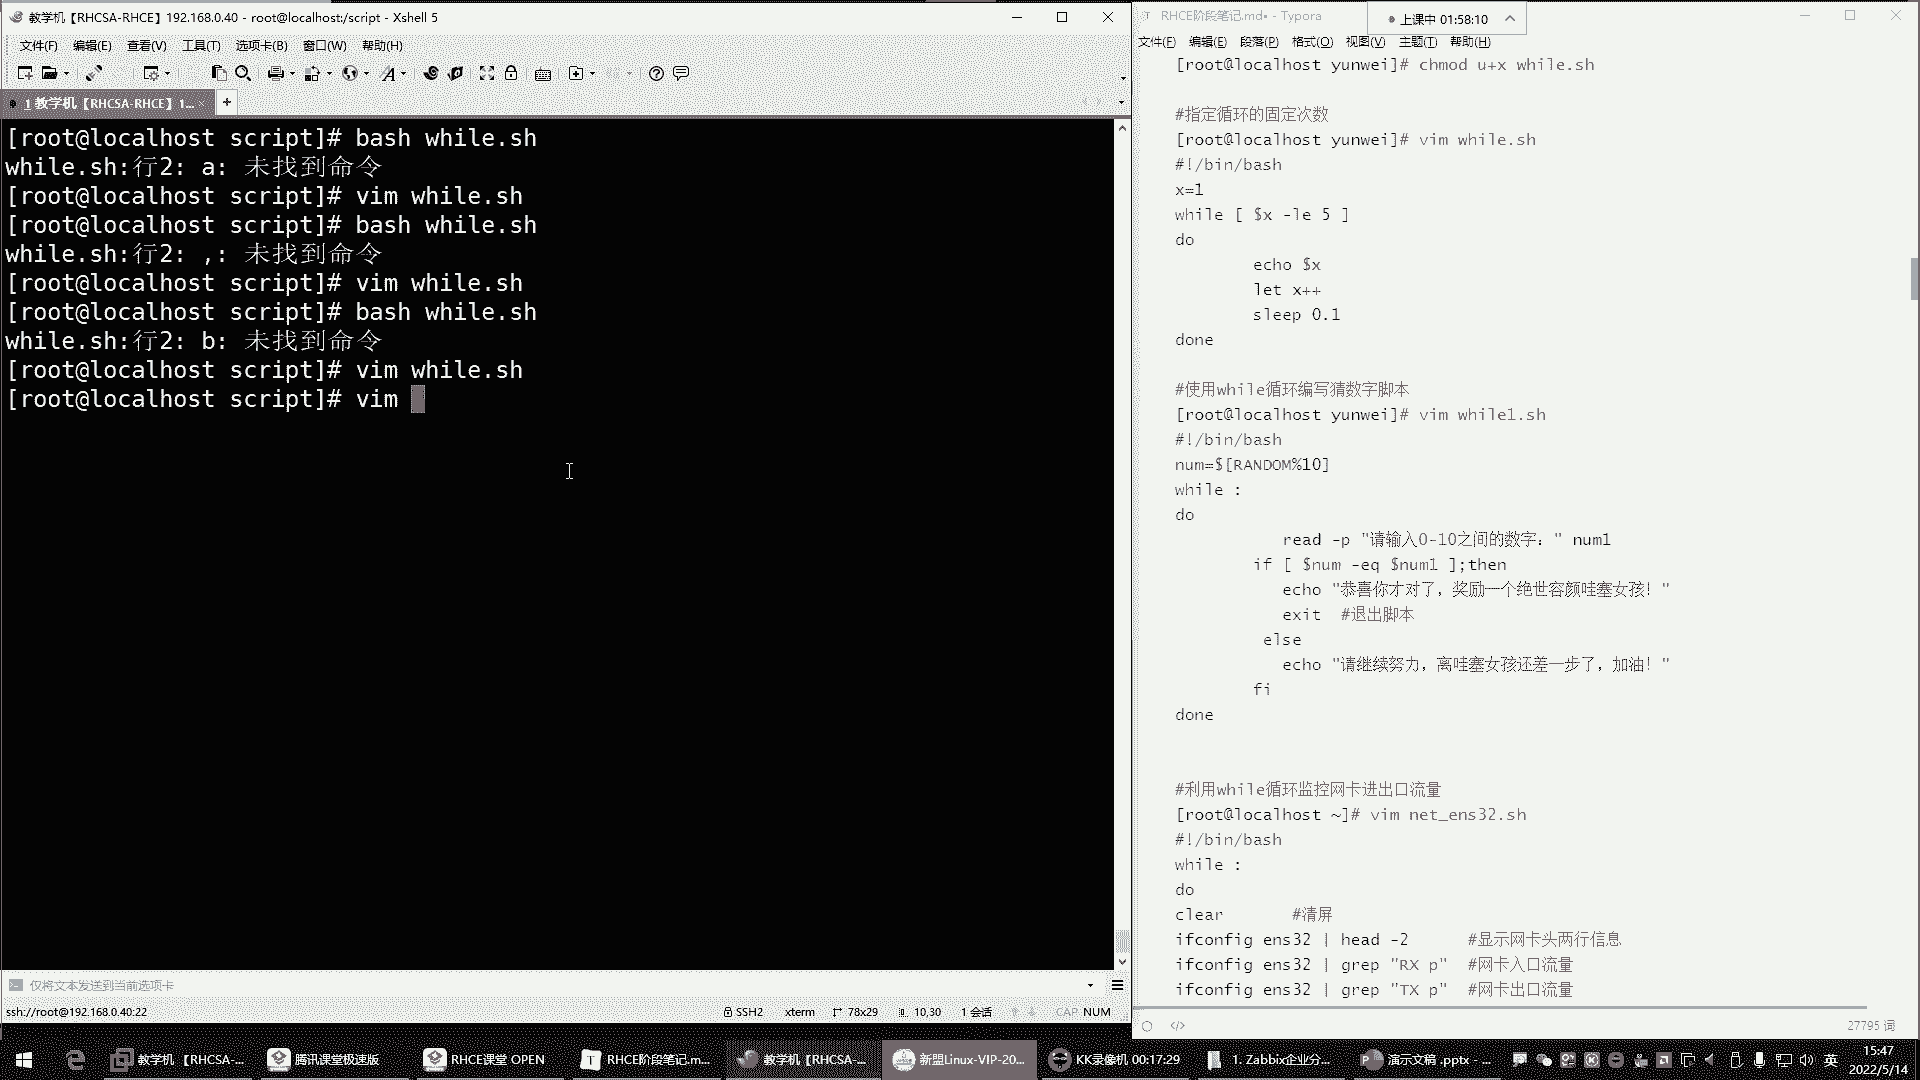 教学机【RHCSA-RHCE】192.168.0.40 - root@localhost:/script - Xshell 5
文件(F) 编辑(E) 查看(V) 工具(T) 选项卡(B) 窗口(W) 帮助(H)
1 教学机【RHCSA-RHCE】1...
[root@localhost script]# bash while.sh
while.sh:行2: a: 未找到命令
[root@localhost script]# vim while.sh
[root@localhost script]# bash while.sh
while.sh:行2: ,: 未找到命令
[root@localhost script]# vim while.sh
[root@localhost script]# bash while.sh
while.sh:行2: b: 未找到命令
[root@localhost script]# vim while.sh
[root@localhost script]# vim
仅将文本发送到当前选项卡
ssh://root@192.168.0.40:22 SSH2 xterm 78x29 10,30 1 会话 CAP NUM
RHCE阶段笔记.md• - Typora
上课中 01:58:10
文件(F) 编辑(E) 段落(P) 格式(O) 视图(V) 主题(T) 帮助(H)
[root@localhost yunwei]# chmod u+x while.sh
#指定循环的固定次数
[root@localhost yunwei]# vim while.sh
#!/bin/bash
x=1
while [ $x -le 5 ]
do
echo $x
let x++
sleep 0.1
done
#使用while循环编写猜数字脚本
[root@localhost yunwei]# vim while1.sh
#!/bin/bash
num=$[RANDOM%10]
while :
do
read -p "请输入0-10之间的数字：" num1
if [ $num -eq $num1 ];then
echo "恭喜你才对了，奖励一个绝世容颜哇塞女孩！"
exit #退出脚本
else
echo "请继续努力，离哇塞女孩还差一步了，加油！"
fi
done
#利用while循环监控网卡进出口流量
[root@localhost ~]# vim net_ens32.sh
#!/bin/bash
while :
do
clear #清屏
ifconfig ens32 | head -2 #显示网卡头两行信息
ifconfig ens32 | grep "RX p" #网卡入口流量
ifconfig ens32 | grep "TX p" #网卡出口流量
27795 词
教学机 【RHCSA-... 腾讯课堂极速版 RHCE课堂 OPEN RHCE阶段笔记.m... 教学机【RHCSA-... 新盟Linux-VIP-20... KK录像机 00:17:29 1. Zabbix企业分... 演示文稿 .pptx - ... 英
15:47
2022/5/14